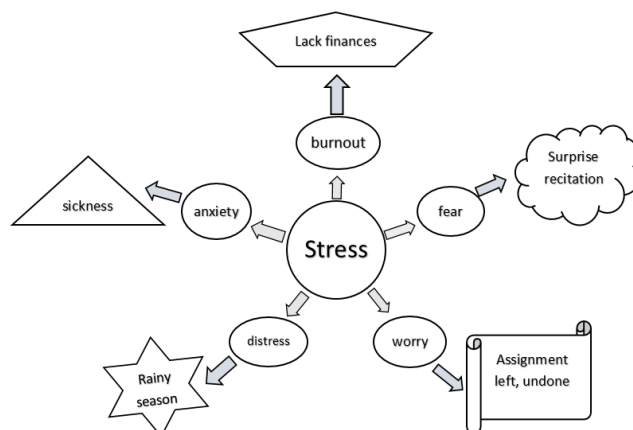 Lack finances
burnout
Surprise
recitation
sickness
anxiety
fear
Stress
distress
worry
Rainy
season
Assignment
left, undone